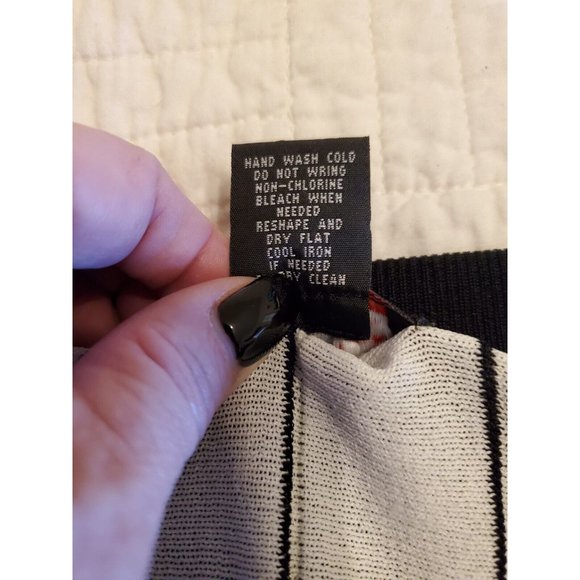 HAND WASH COLD
DO NOT WRING
NON-CHLORINE
BLEACH WHEN
NEEDED
RESHAPE AND
DRY FLAT
COOL IRON
IF NEEDED
CLEAN